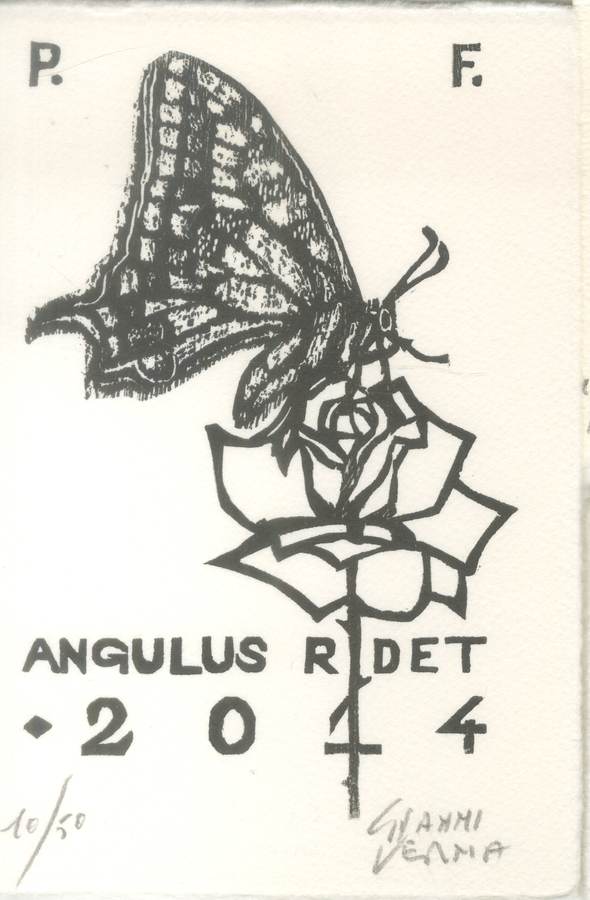 P. F.
ANGULUS RIDET
2014
10/50
GIANNI
VERNA